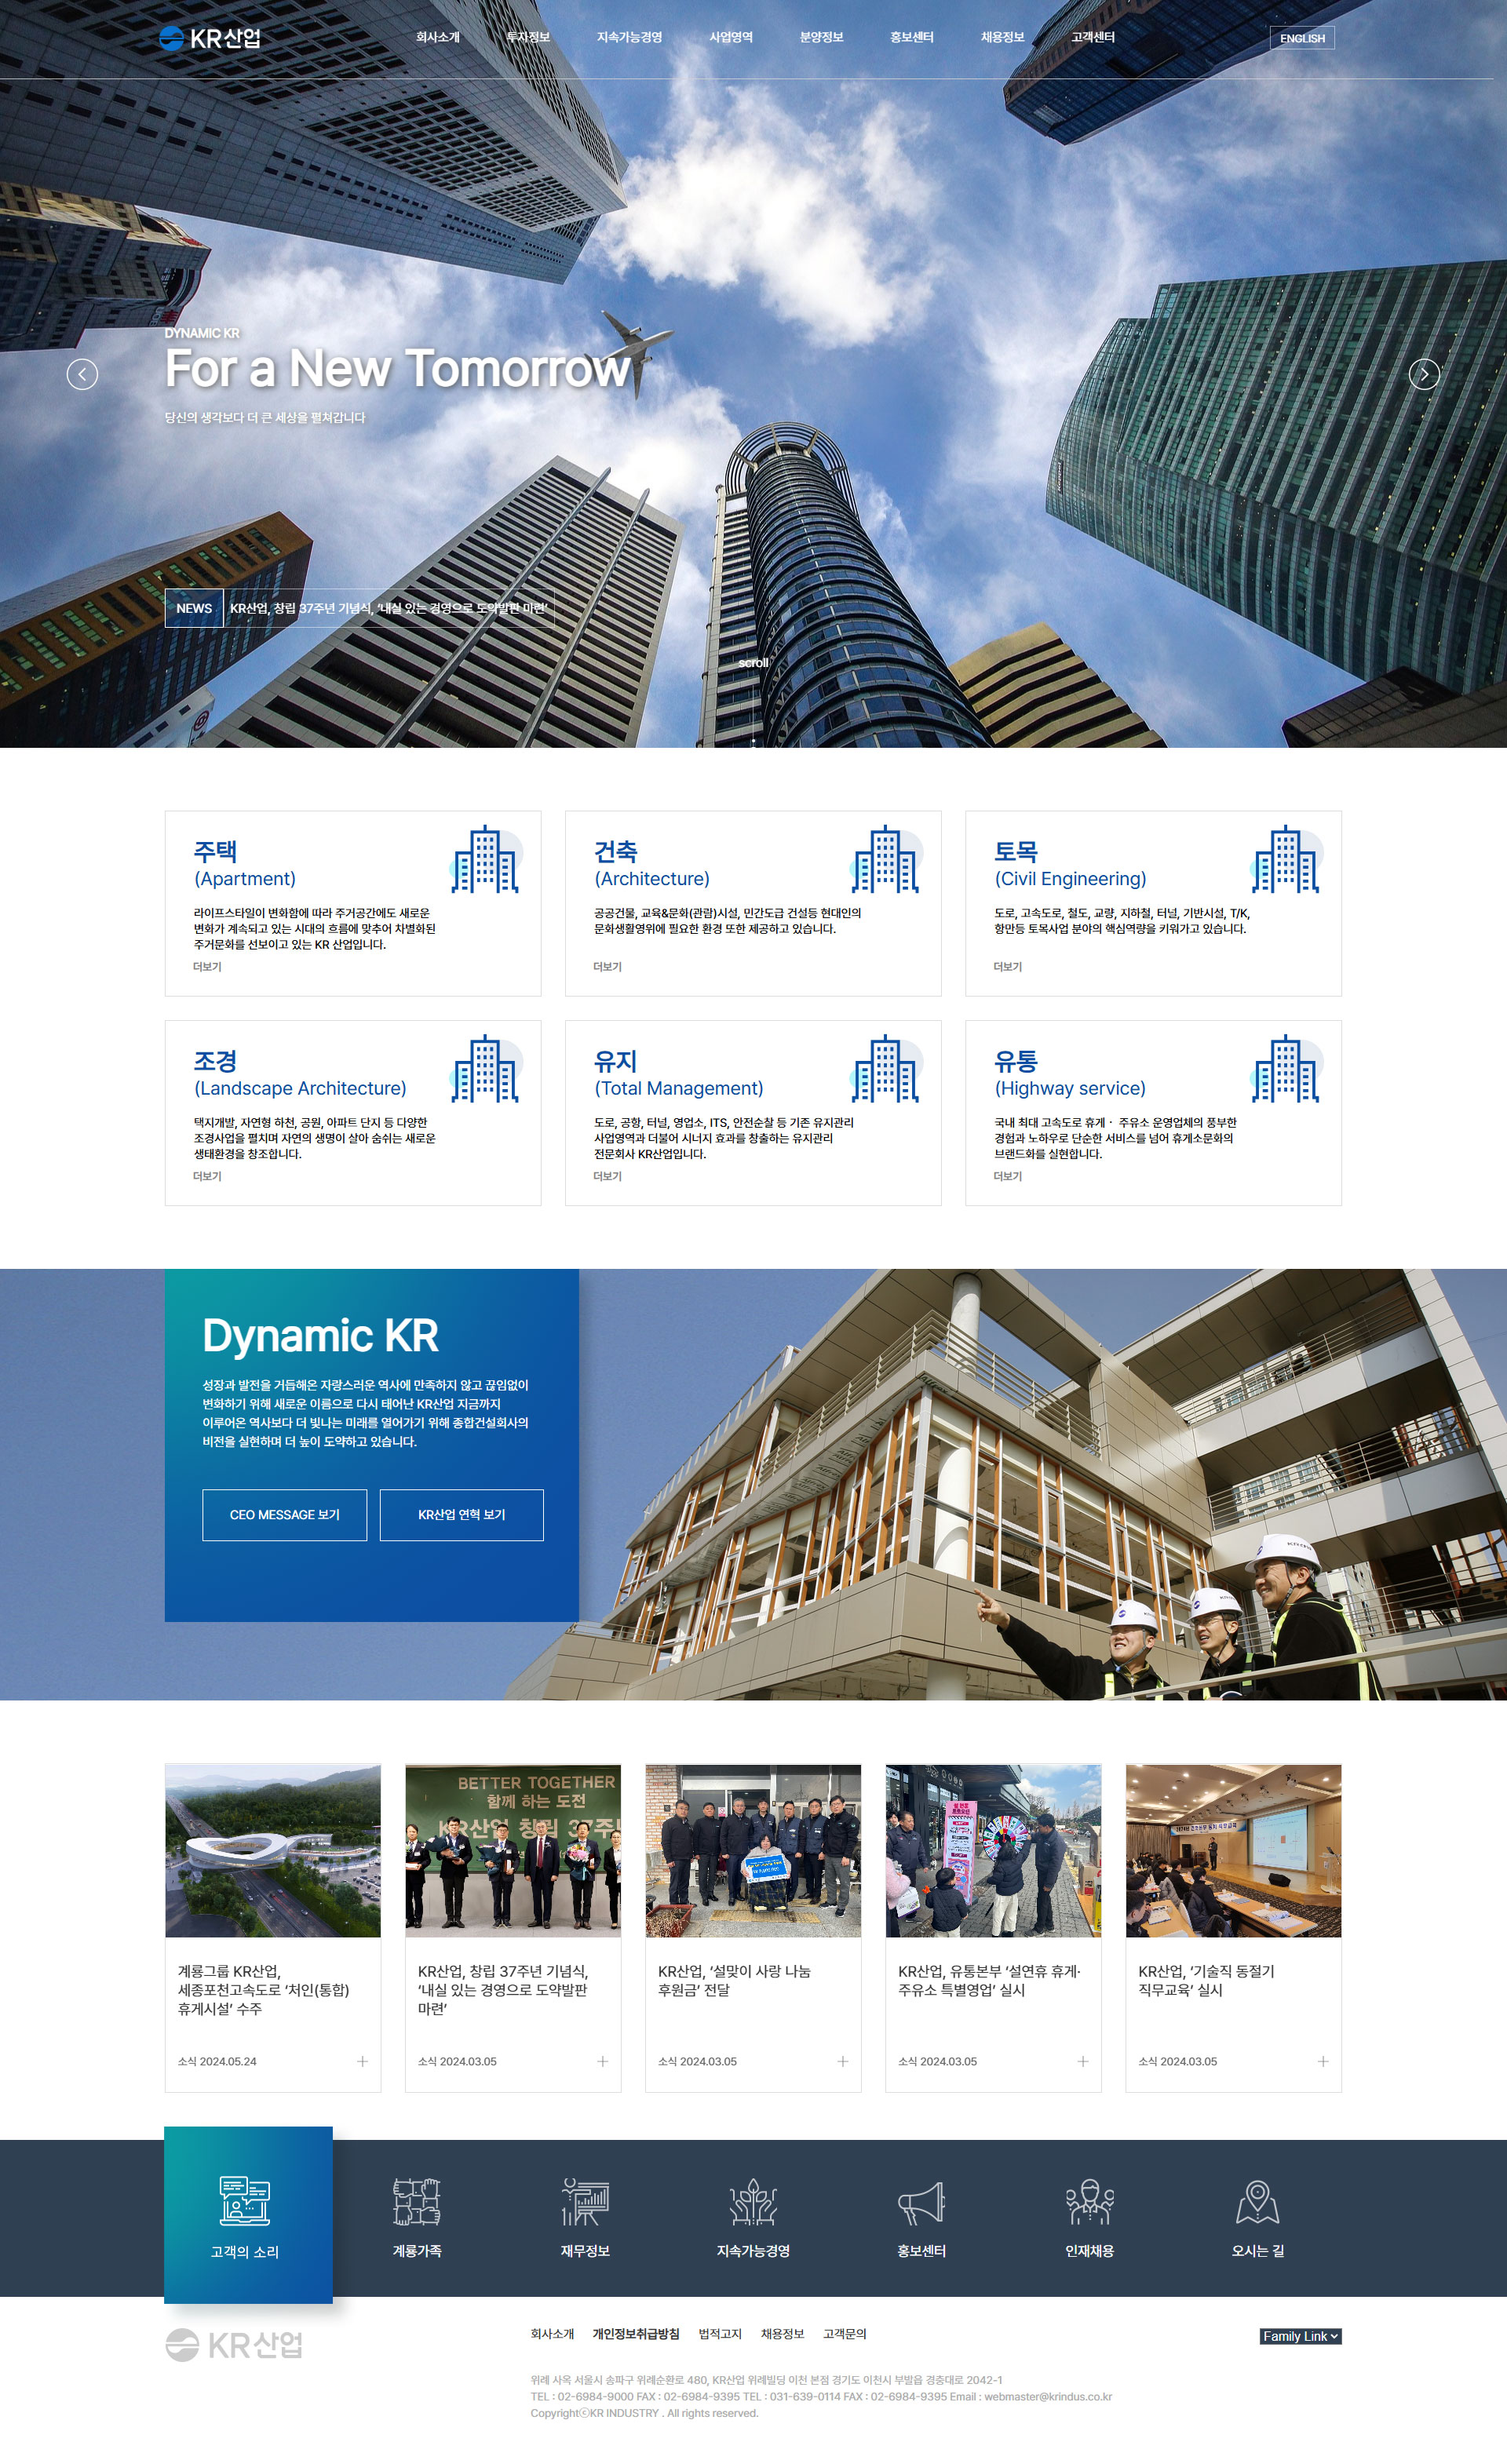 KR산업
회사소개
투자정보
지속가능경영
사업영역
분양정보
홍보센터
채용정보
고객센터
ENGLISH
DYNAMIC KR
For a New Tomorrow
당신의 생각보다 더 큰 세상을 펼쳐갑니다
NEWS
KR산업, 창립 37주년 기념식, ‘내실 있는 경영으로 도약발판 마련’
scroll
주택
(Apartment)
라이프스타일이 변화함에 따라 주거공간에도 새로운
변화가 계속되고 있는 시대의 흐름에 맞추어 차별화된
주거문화를 선보이고 있는 KR 산업입니다.
더보기
건축
(Architecture)
공공건물, 교육&문화(관람)시설, 민간도급 건설등 현대인의
문화생활영위에 필요한 환경 또한 제공하고 있습니다.
더보기
토목
(Civil Engineering)
도로, 고속도로, 철도, 교량, 지하철, 터널, 기반시설, T/K,
항만등 토목사업 분야의 핵심역량을 키워가고 있습니다.
더보기
조경
(Landscape Architecture)
택지개발, 자연형 하천, 공원, 아파트 단지 등 다양한
조경사업을 펼치며 자연의 생명이 살아 숨쉬는 새로운
생태환경을 창조합니다.
더보기
유지
(Total Management)
도로, 공항, 터널, 영업소, ITS, 안전순찰 등 기존 유지관리
사업영역과 더불어 시너지 효과를 창출하는 유지관리
전문회사 KR산업입니다.
더보기
유통
(Highway service)
국내 최대 고속도로 휴게 · 주유소 운영업체의 풍부한
경험과 노하우로 단순한 서비스를 넘어 휴게소문화의
브랜드화를 실현합니다.
더보기
Dynamic KR
성장과 발전을 거듭해온 자랑스러운 역사에 만족하지 않고 끊임없이
변화하기 위해 새로운 이름으로 다시 태어난 KR산업 지금까지
이루어온 역사보다 더 빛나는 미래를 열어가기 위해 종합건설회사의
비전을 실현하며 더 높이 도약하고 있습니다.
CEO MESSAGE 보기
KR산업 연혁 보기
BETTER TOGETHER
함께 하는 도전
KR산업 창립 37주년
계룡그룹 KR산업,
세종포천고속도로 ‘처인(통합)
휴게시설’ 수주
소식 2024.05.24
KR산업, 창립 37주년 기념식,
‘내실 있는 경영으로 도약발판
마련’
소식 2024.03.05
KR산업, ‘설맞이 사랑 나눔
후원금’ 전달
소식 2024.03.05
KR산업, 유통본부 ‘설연휴 휴게·
주유소 특별영업’ 실시
소식 2024.03.05
KR산업, ‘기술직 동절기
직무교육’ 실시
소식 2024.03.05
고객의 소리
계룡가족
재무정보
지속가능경영
홍보센터
인재채용
오시는 길
KR산업
회사소개
개인정보취급방침
법적고지
채용정보
고객문의
Family Link
위례 사옥 서울시 송파구 위례순환로 480, KR산업 위례빌딩 이천 본점 경기도 이천시 부발읍 경충대로 2042-1
TEL : 02-6984-9000 FAX : 02-6984-9395 TEL : 031-639-0114 FAX : 02-6984-9395 Email : webmaster@krindus.co.kr
CopyrightⓒKR INDUSTRY . All rights reserved.